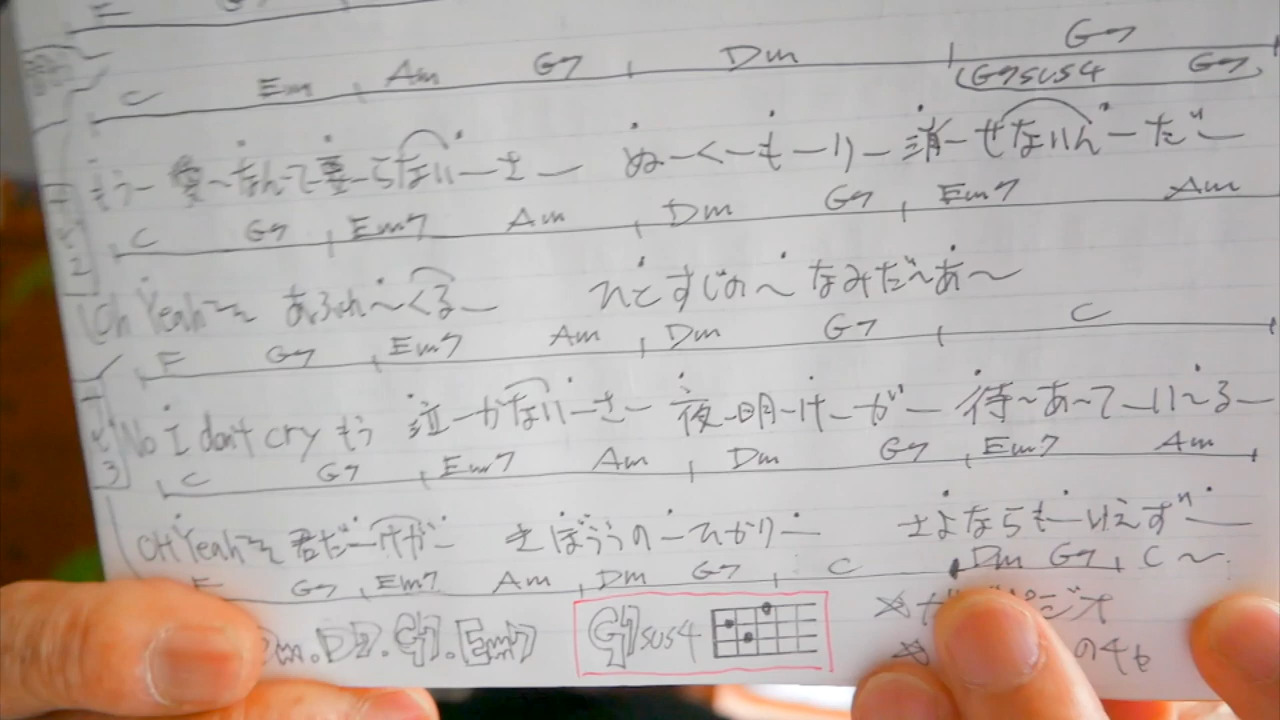 G7
C Em Am G7 Dm (G7sus4 G7)
もう〜 愛〜なんて要〜らない〜さ〜 ぬ〜く〜も〜り〜 消〜せないん〜だ〜
C G7 Em7 Am Dm G7 Em7 Am
Oh Yeah〜 あふれ〜くる〜 ひとすじの〜 なみだ〜あ〜
F G7 Em7 Am Dm G7 C
No I don't cry もう 泣〜かない〜さ〜 夜〜明〜け〜が〜 待〜あ〜て〜い〜る〜
C G7 Em7 Am Dm G7 Em7 Am
OH Yeah〜 君だ〜けが〜 きぼううの〜ひかり〜 さよならも〜いえず〜
F G7 Em7 Am Dm G7 C Dm G7 C〜
Dm. G7. Em7 G7sus4